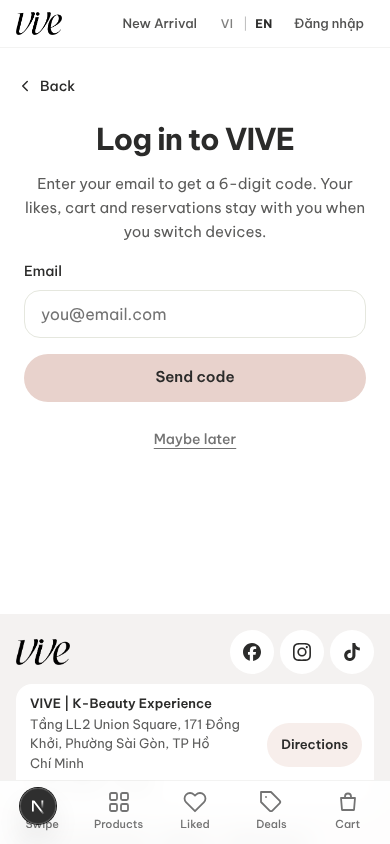 ViVe
New Arrival
VI
EN
Đăng nhập
Back
Log in to VIVE
Enter your email to get a 6-digit code. Your
likes, cart and reservations stay with you when
you switch devices.
Email
you@email.com
Send code
Maybe later
ViVe
VIVE | K-Beauty Experience
Tầng LL2 Union Square, 171 Đồng
Khởi, Phường Sài Gòn, TP Hồ
Chí Minh
Directions
N
Swipe
Products
Liked
Deals
Cart